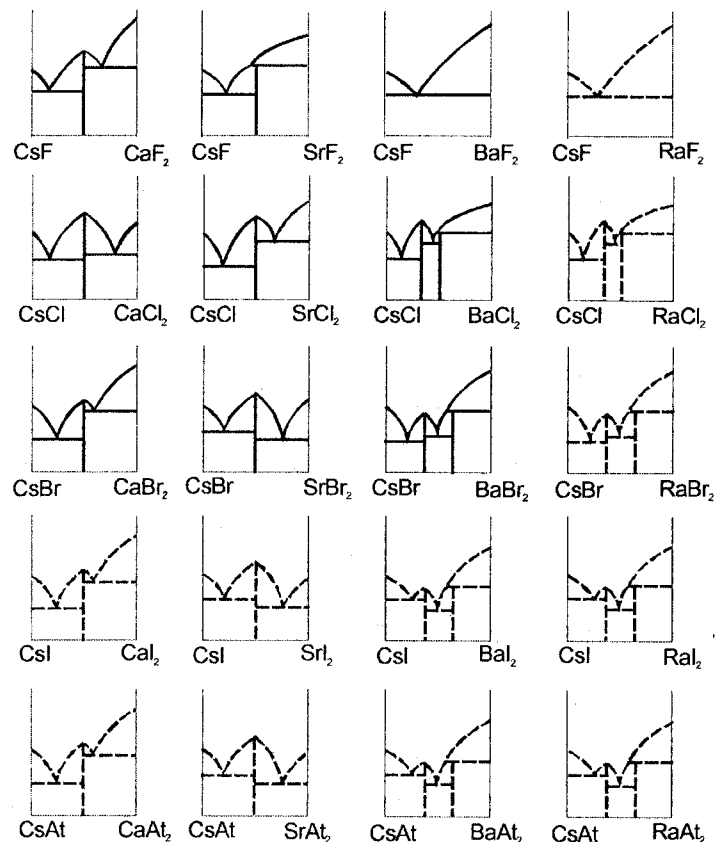 CsF CaF₂ CsF SrF₂ CsF BaF₂ CsF RaF₂
CsCl CaCl₂ CsCl SrCl₂ CsCl BaCl₂ CsCl RaCl₂
CsBr CaBr₂ CsBr SrBr₂ CsBr BaBr₂ CsBr RaBr₂
CsI CaI₂ CsI SrI₂ CsI BaI₂ CsI RaI₂
CsAt CaAt₂ CsAt SrAt₂ CsAt BaAt₂ CsAt RaAt₂